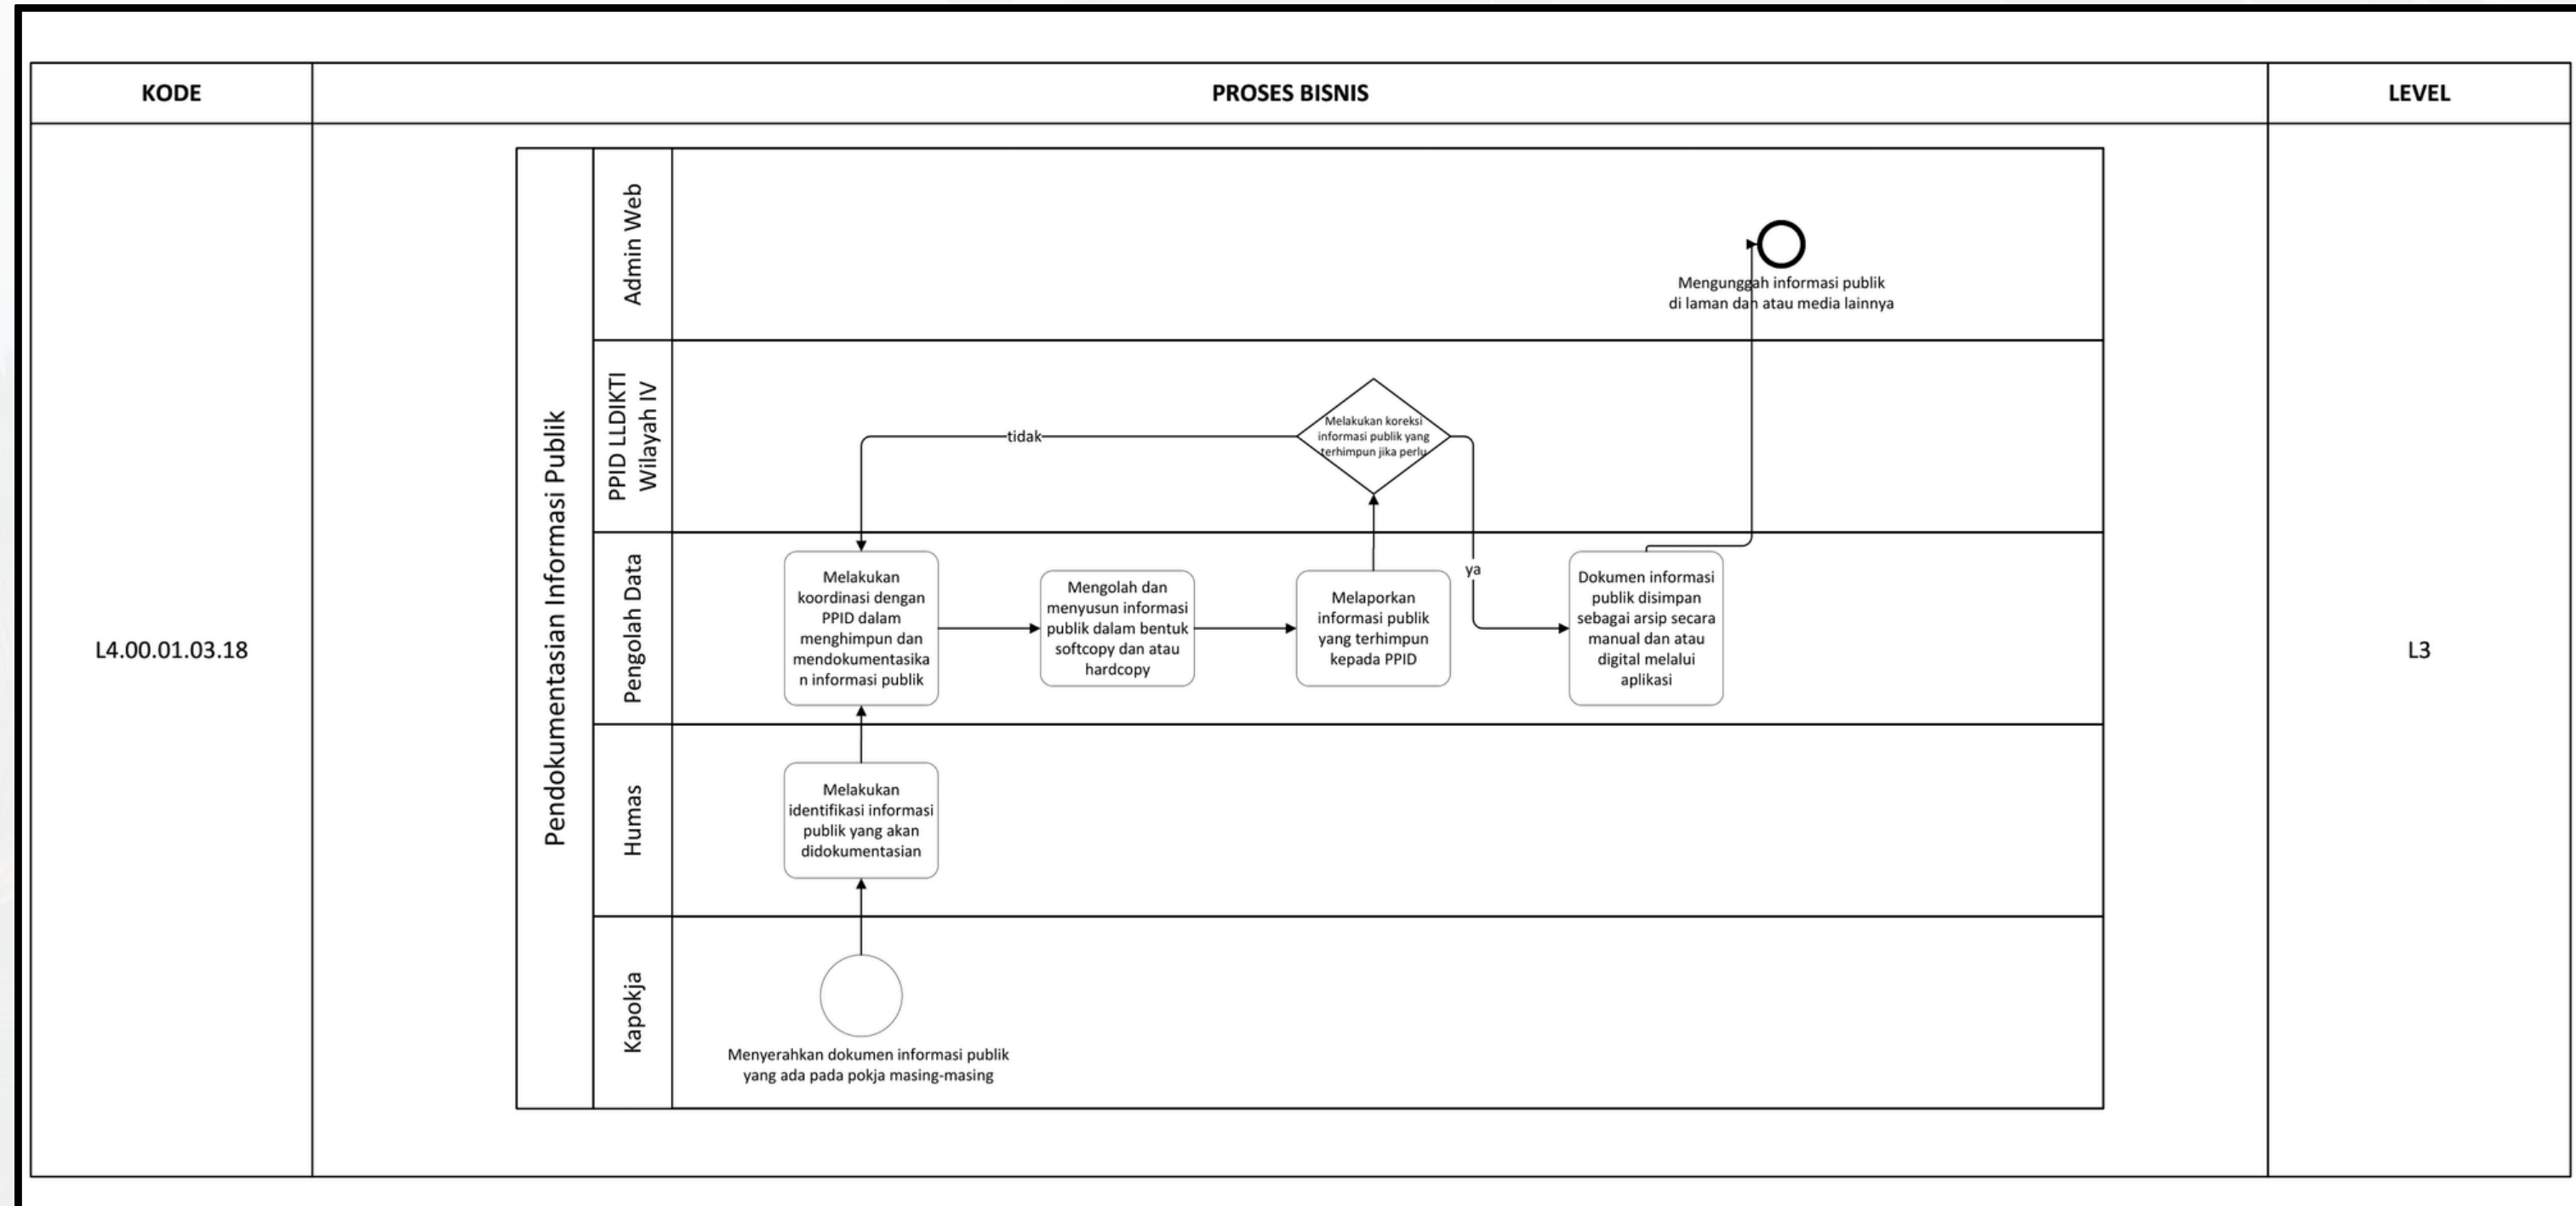 KODE
PROSES BISNIS
LEVEL
L4.00.01.03.18
L3
Pendokumentasian Informasi Publik
Admin Web
Mengunggah informasi publik
di laman dan atau media lainnya
PPID LLDIKTI
Wilayah IV
Melakukan koreksi
informasi publik yang
terhimpun jika perlu
tidak
ya
Pengolah Data
Melakukan
koordinasi dengan
PPID dalam
menghimpun dan
mendokumentasika
n informasi publik
Mengolah dan
menyusun informasi
publik dalam bentuk
softcopy dan atau
hardcopy
Melaporkan
informasi publik
yang terhimpun
kepada PPID
Dokumen informasi
publik disimpan
sebagai arsip secara
manual dan atau
digital melalui
aplikasi
Humas
Melakukan
identifikasi informasi
publik yang akan
didokumentasian
Kapokja
Menyerahkan dokumen informasi publik
yang ada pada pokja masing-masing